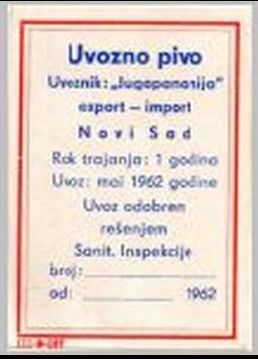 Uvozno pivo
Uvoznik: „Jugopanonija"
export – import
Novi Sad
Rok trajanja: 1 godina
Uvoz: maj 1962 godine
Uvoz odobren
rešenjem
Sanit. Inspekcije
broj:
od: 1962